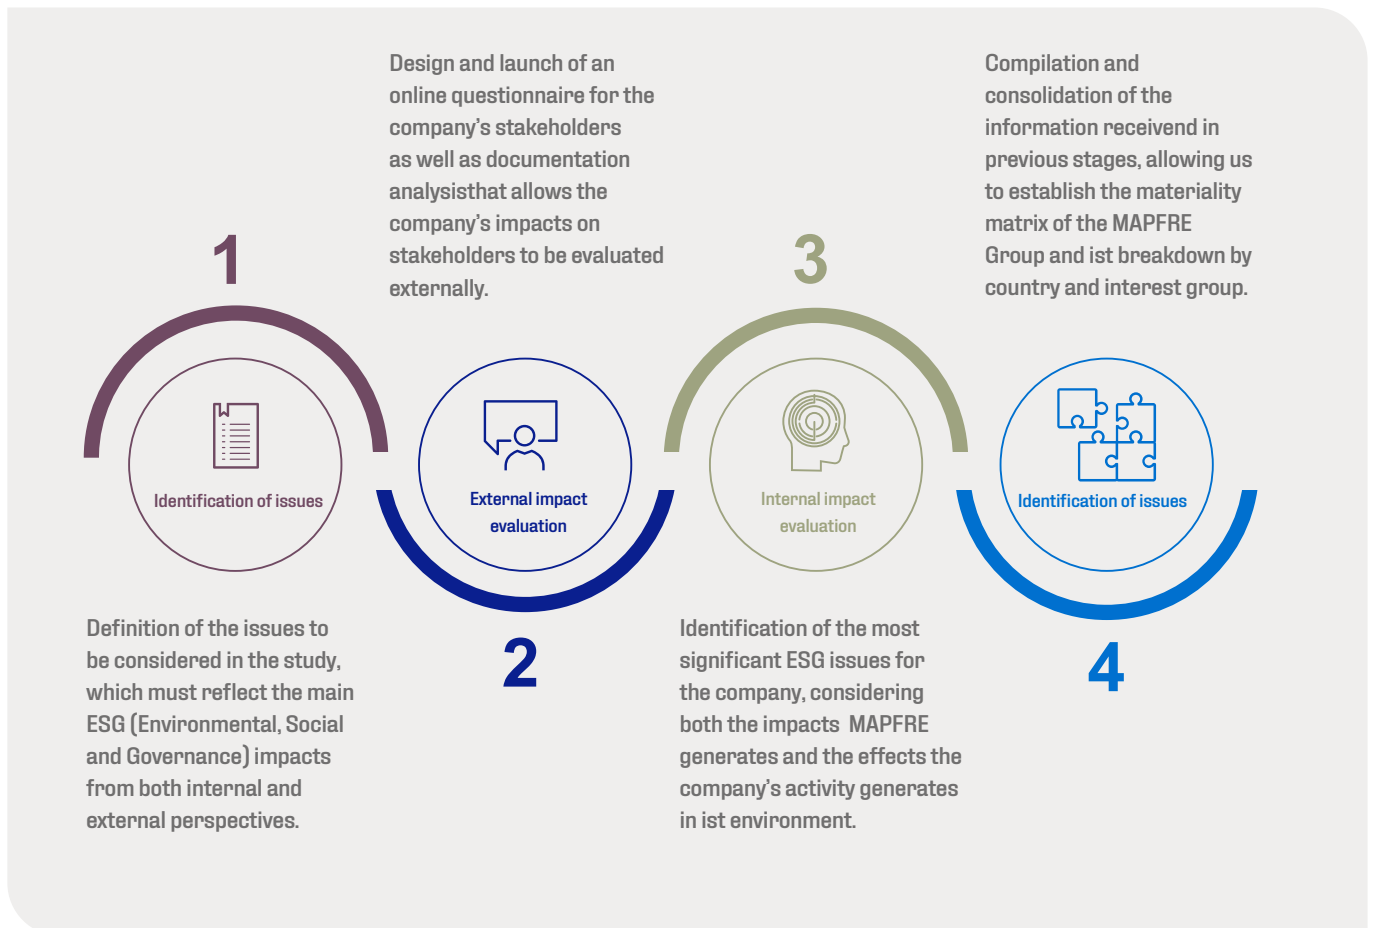 1
Identification of issues
Definition of the issues to
be considered in the study,
which must reflect the main
ESG (Environmental, Social
and Governance) impacts
from both internal and
external perspectives.
Design and launch of an
online questionnaire for the
company’s stakeholders
as well as documentation
analysisthat allows the
company’s impacts on
stakeholders to be evaluated
externally.
External impact
evaluation
2
3
Internal impact
evaluation
Identification of the most
significant ESG issues for
the company, considering
both the impacts MAPFRE
generates and the effects the
company’s activity generates
in ist environment.
Compilation and
consolidation of the
information receivend in
previous stages, allowing us
to establish the materiality
matrix of the MAPFRE
Group and ist breakdown by
country and interest group.
Identification of issues
4